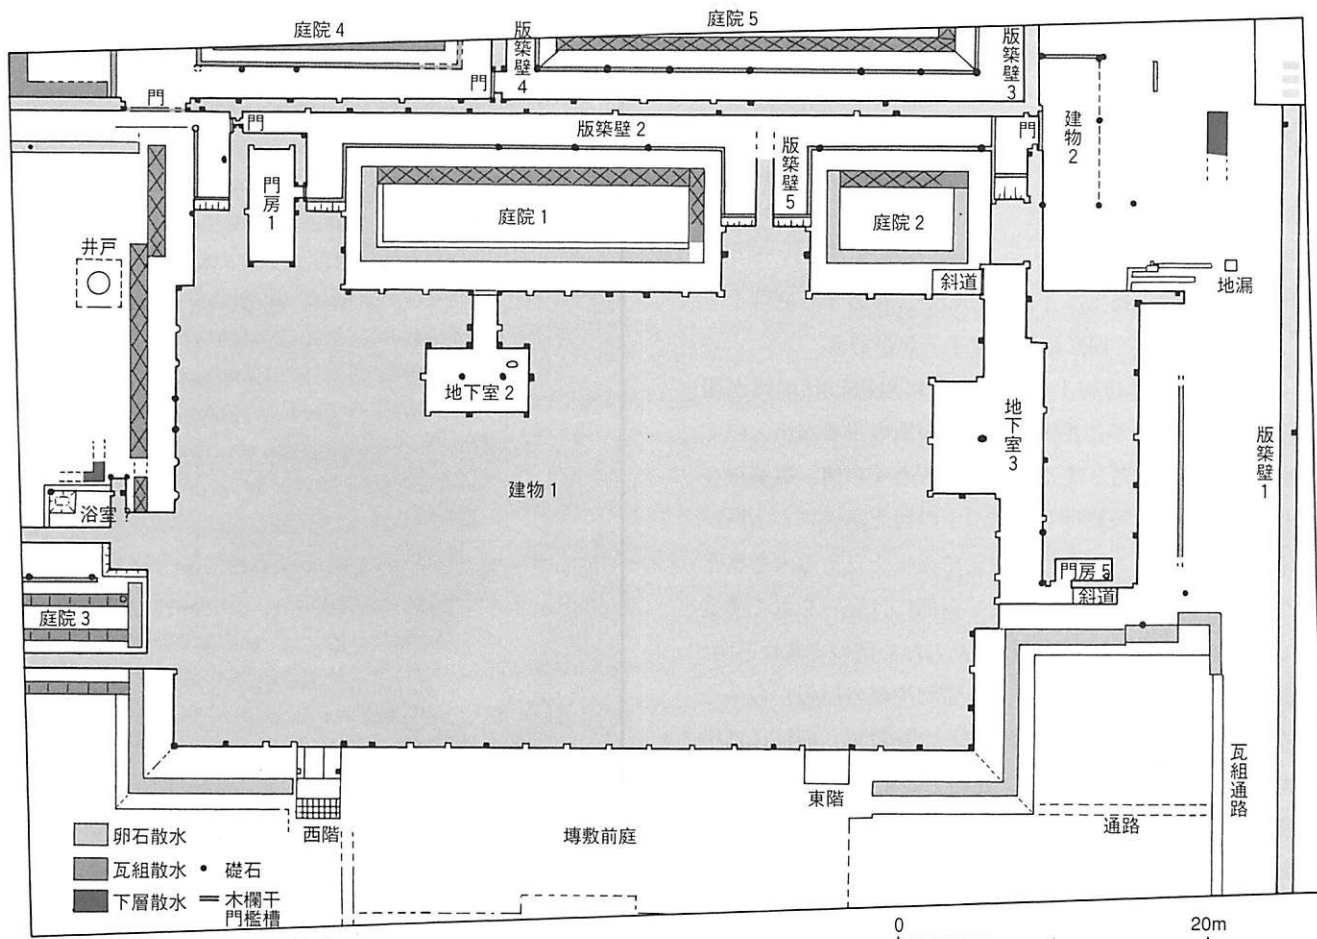 庭院 4
庭院 5
版築壁 4
版築壁 3
門
門
門
版築壁 2
門
建物 2
門房 1
版築壁 5
庭院 1
庭院 2
井戸
斜道
地漏
地下室 2
地下室 3
版築壁 1
建物 1
浴室?
門房 5
斜道
庭院 3
瓦組通路
東階
西階
塼敷前庭
通路
卵石散水
瓦組散水
礎石
下層散水
木欄干
門檻槽
0
20m